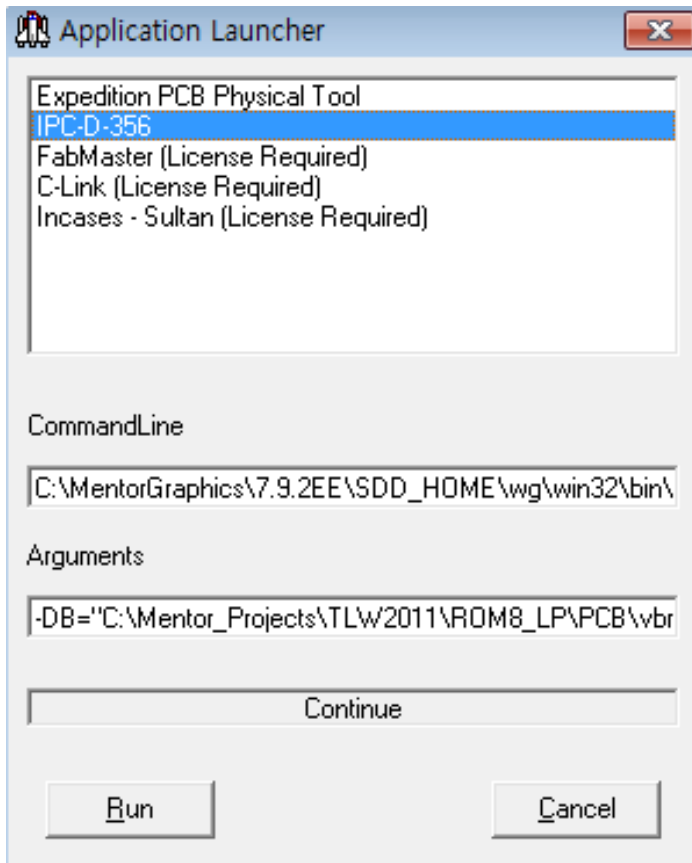 Application Launcher
Expedition PCB Physical Tool
IPC-D-356
FabMaster (License Required)
C-Link (License Required)
Incases - Sultan (License Required)
CommandLine
C:\MentorGraphics\7.9.2EE\SDD_HOME\wg\win32\bin\
Arguments
-DB="C:\Mentor_Projects\TLW2011\ROM8_LP\PCB\vbr
Continue
Run
Cancel